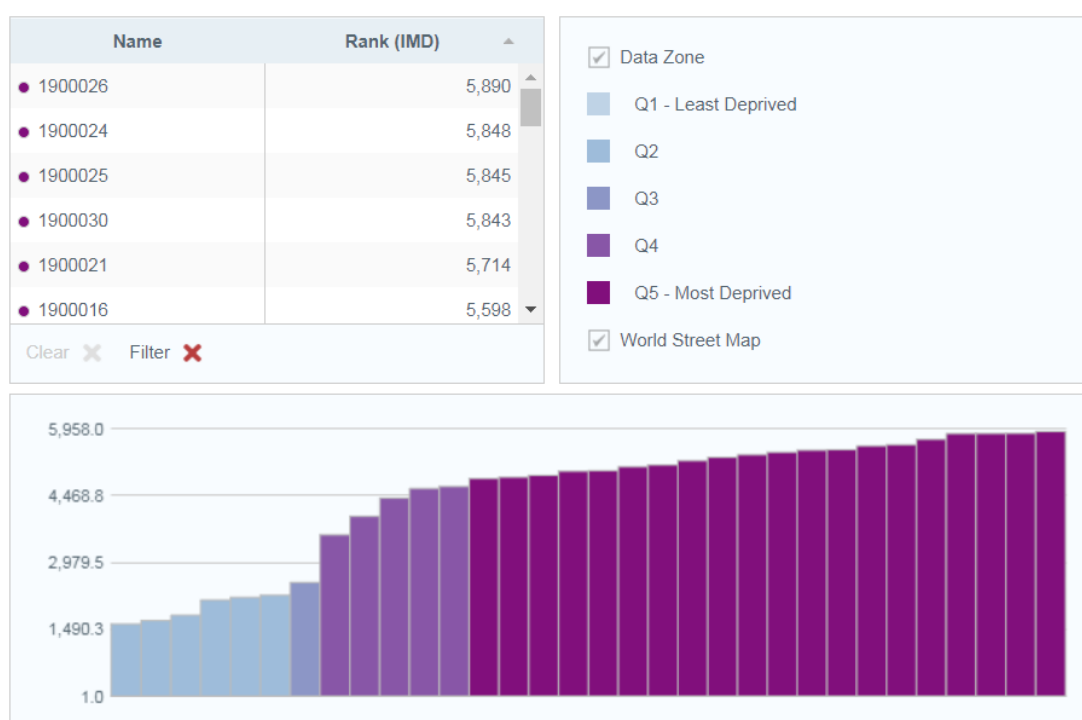 Name Rank (IMD)
1900026 5,890
1900024 5,848
1900025 5,845
1900030 5,843
1900021 5,714
1900016 5,598
Clear Filter
Data Zone
Q1 - Least Deprived
Q2
Q3
Q4
Q5 - Most Deprived
World Street Map
5,958.0
4,468.8
2,979.5
1,490.3
1.0